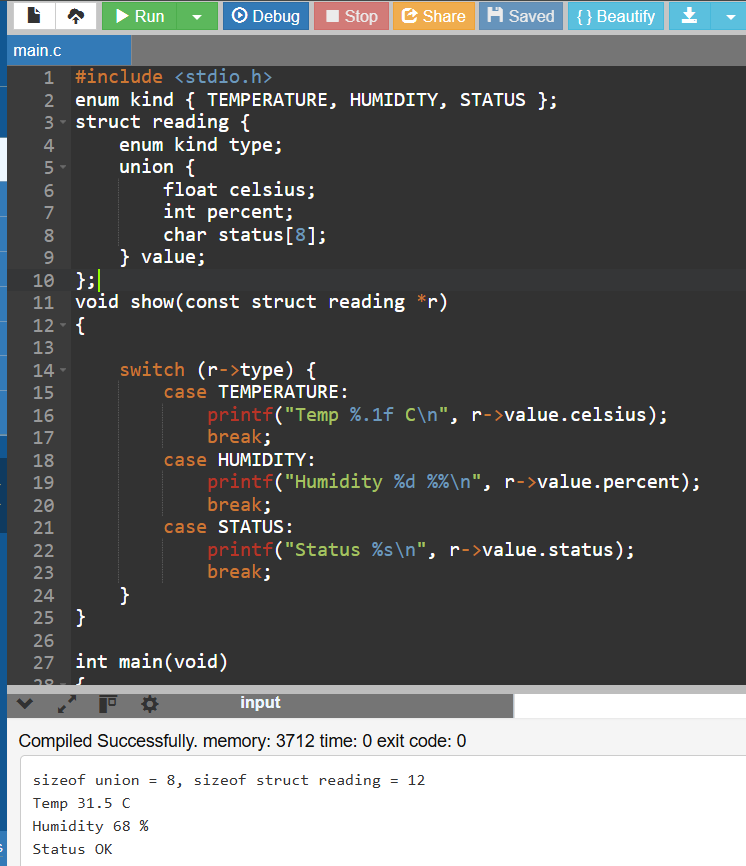 Run Debug Stop Share Saved { } Beautify
main.c
1 #include <stdio.h>
2 enum kind { TEMPERATURE, HUMIDITY, STATUS };
3 struct reading {
4     enum kind type;
5     union {
6         float celsius;
7         int percent;
8         char status[8];
9     } value;
10 };
11 void show(const struct reading *r)
12 {
13
14     switch (r->type) {
15         case TEMPERATURE:
16             printf("Temp %.1f C\n", r->value.celsius);
17             break;
18         case HUMIDITY:
19             printf("Humidity %d %%\n", r->value.percent);
20             break;
21         case STATUS:
22             printf("Status %s\n", r->value.status);
23             break;
24     }
25 }
26
27 int main(void)
28 {
input
Compiled Successfully. memory: 3712 time: 0 exit code: 0
sizeof union = 8, sizeof struct reading = 12
Temp 31.5 C
Humidity 68 %
Status OK